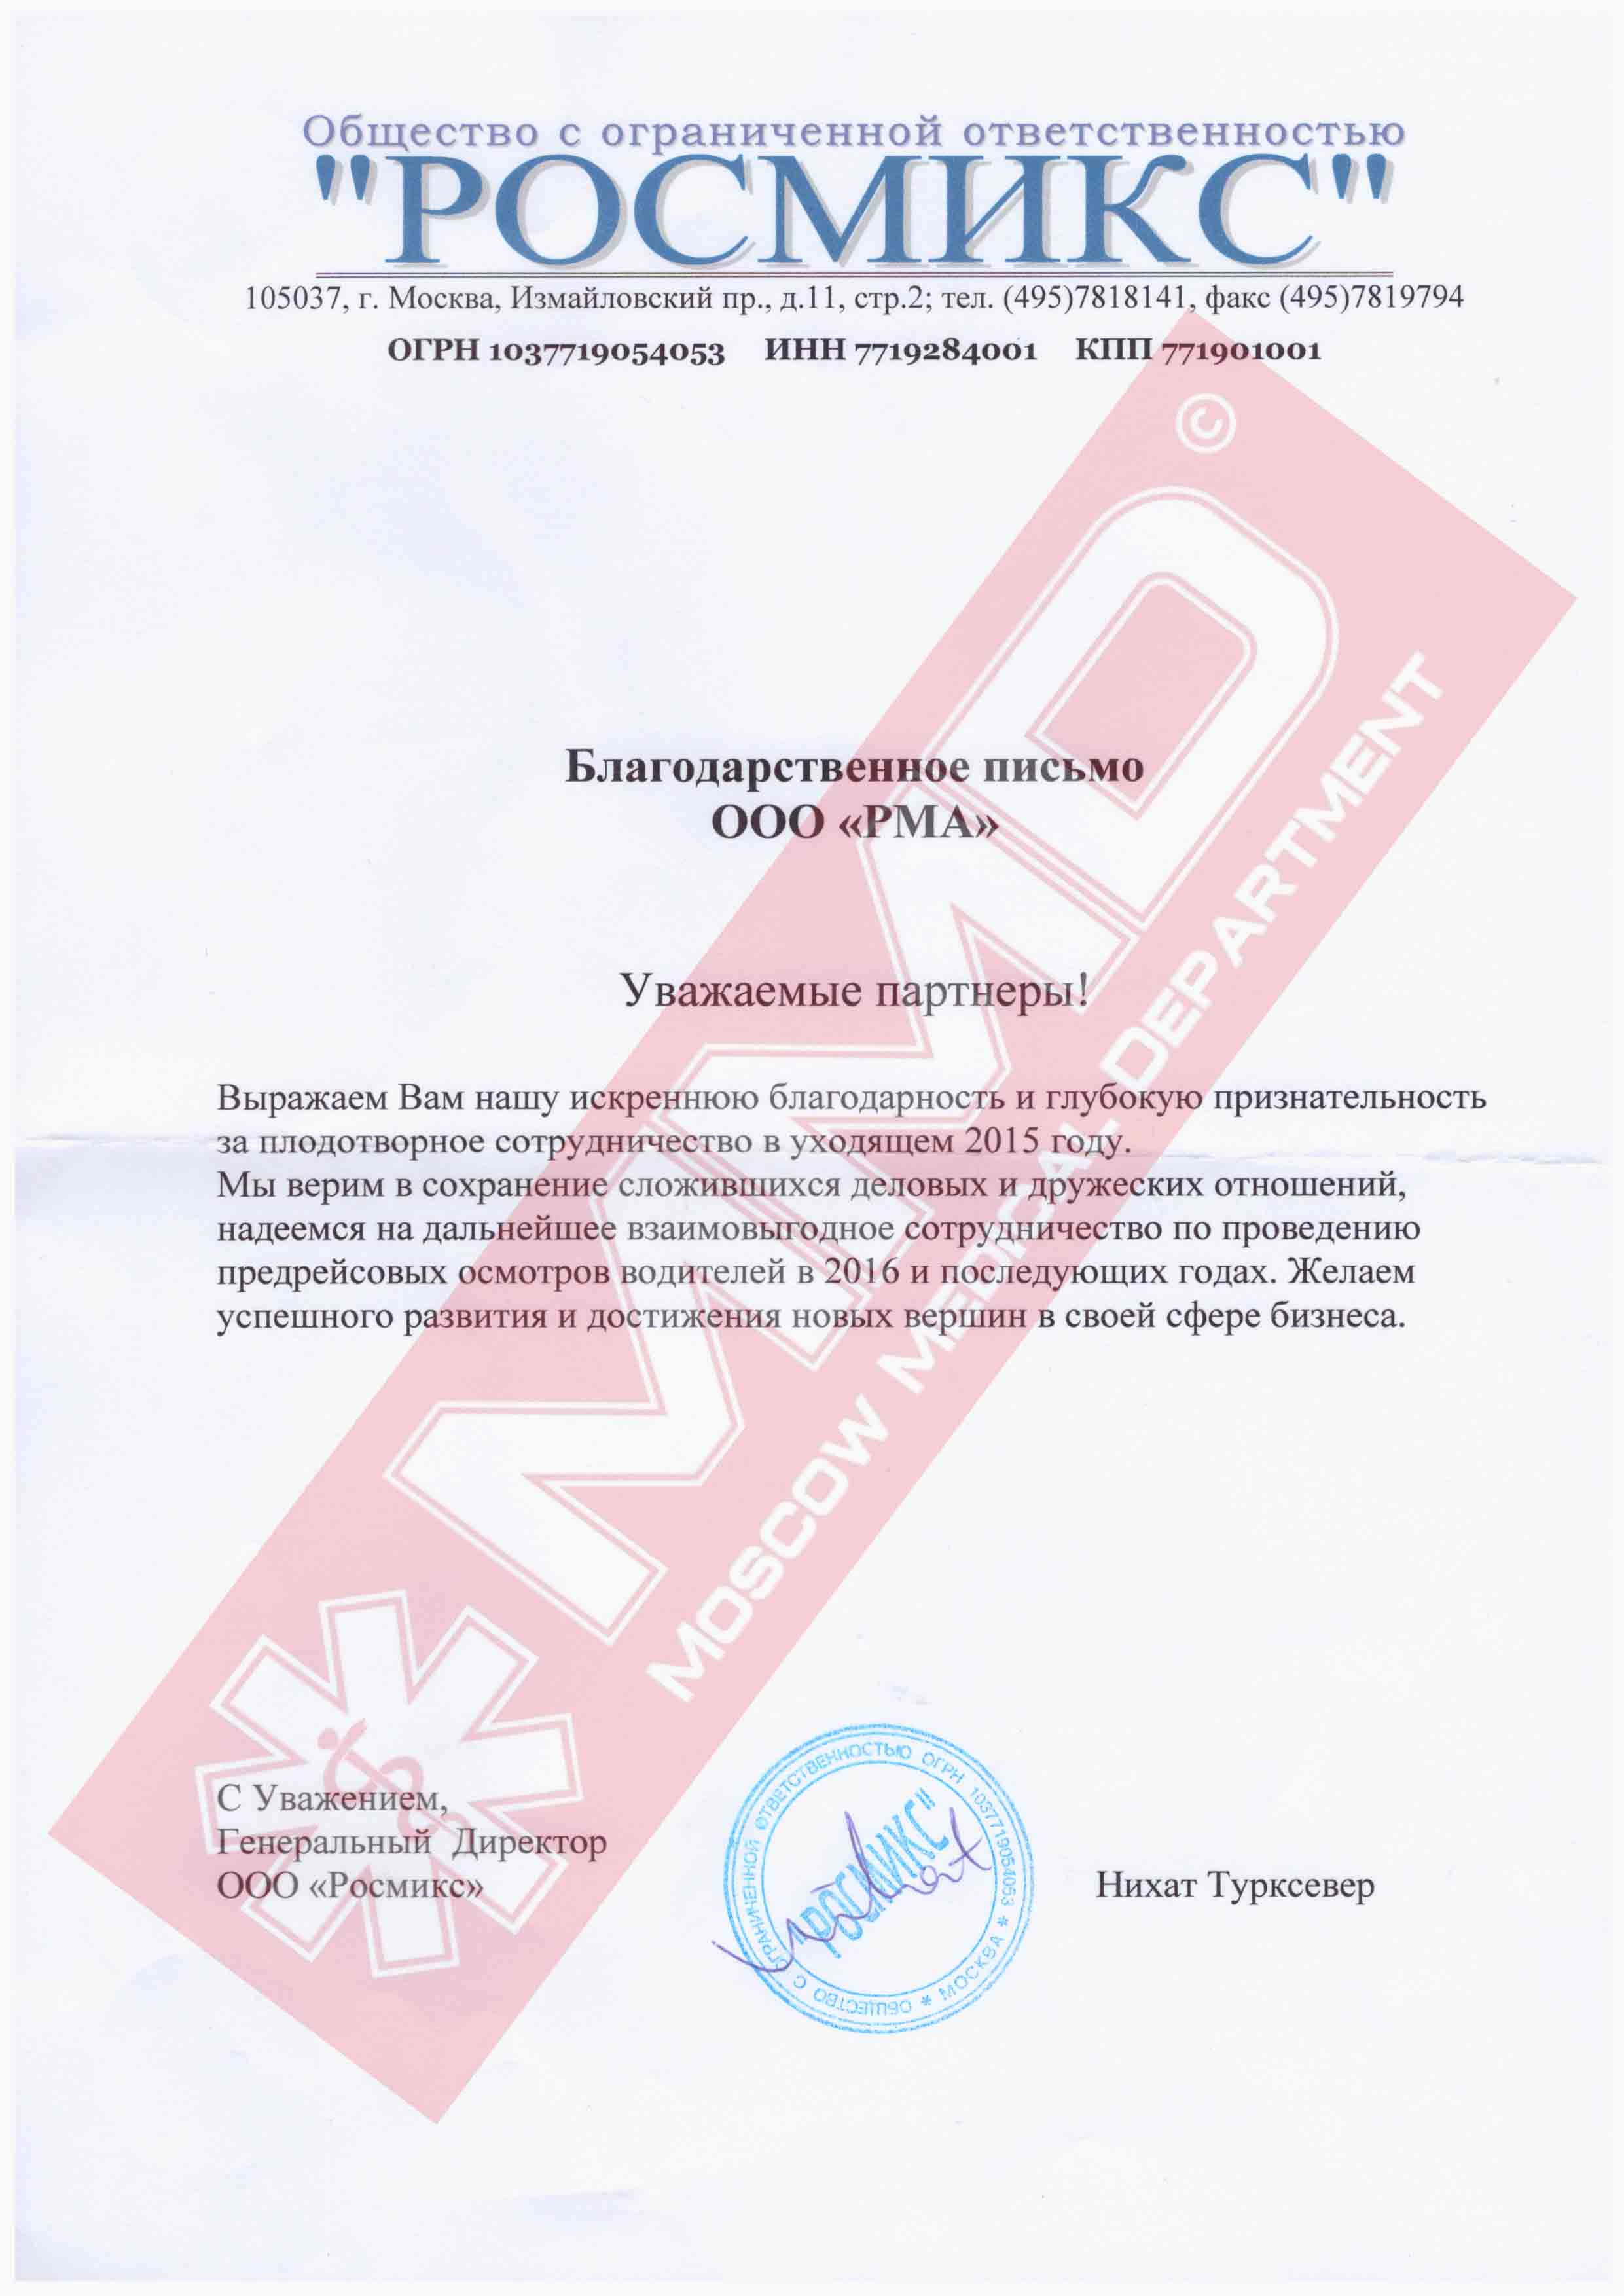 Общество с ограниченной ответственностью
"РОСМИКС"
105037, г. Москва, Измайловский пр., д.11, стр.2; тел. (495)7818141, факс (495)7819794
ОГРН 1037719054053 ИНН 7719284001 КПП 771901001
©
MMD
MOSCOW MEDICAL DEPARTMENT
Благодарственное письмо
ООО «РМА»
Уважаемые партнеры!
Выражаем Вам нашу искреннюю благодарность и глубокую признательность
за плодотворное сотрудничество в уходящем 2015 году.
Мы верим в сохранение сложившихся деловых и дружеских отношений,
надеемся на дальнейшее взаимовыгодное сотрудничество по проведению
предрейсовых осмотров водителей в 2016 и последующих годах. Желаем
успешного развития и достижения новых вершин в своей сфере бизнеса.
С Уважением,
Генеральный Директор
ООО «Росмикс»
Нихат Турксевер
ОБЩЕСТВО С ОГРАНИЧЕННОЙ ОТВЕТСТВЕННОСТЬЮ ОГРН 1037719054053 * МОСКВА *
"РОСМИКС"